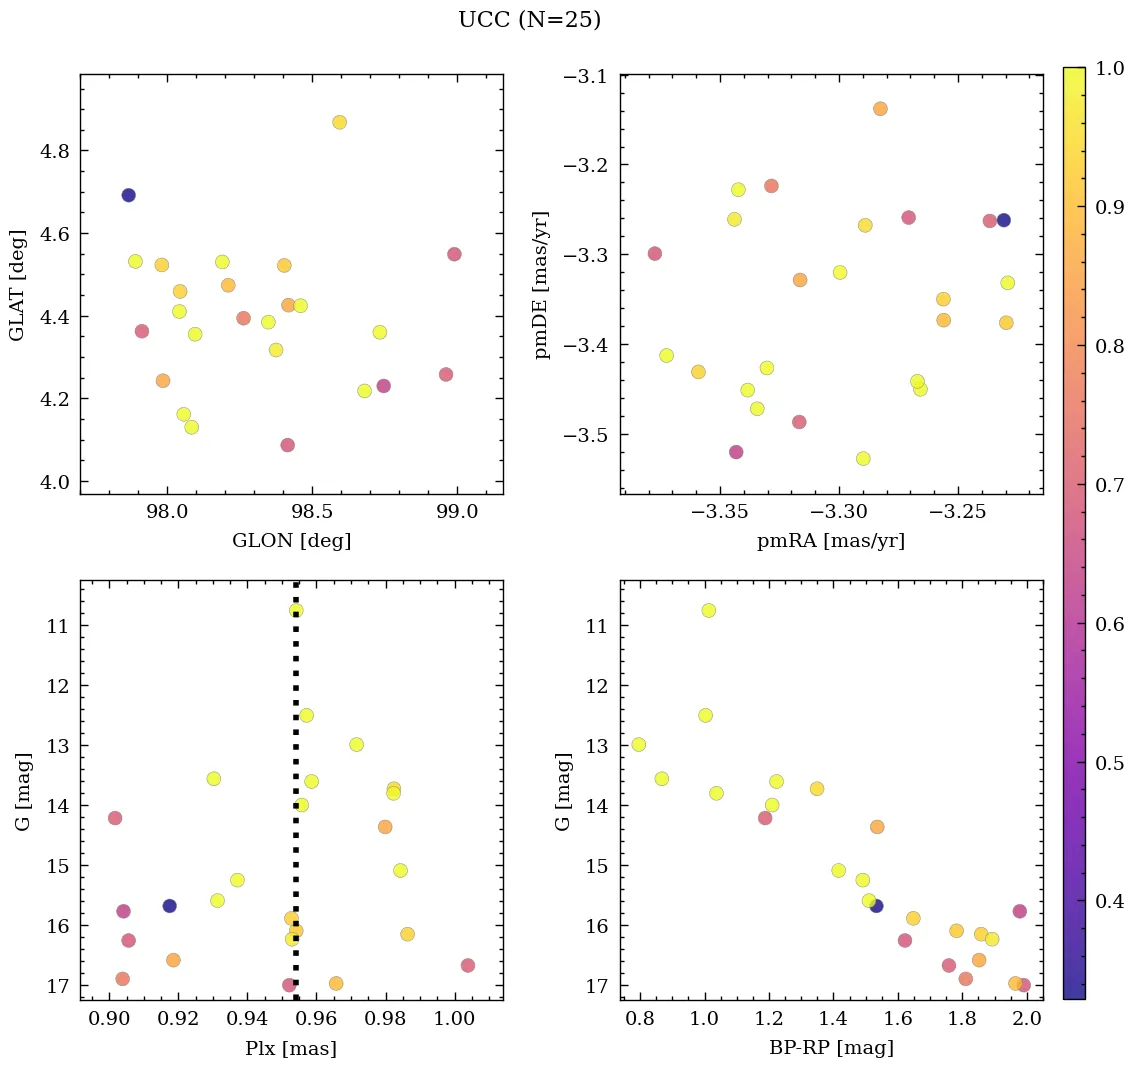 UCC (N=25)
4.8
4.6
4.4
4.2
4.0
GLAT [deg]
98.0 98.5 99.0
GLON [deg]
−3.1
−3.2
−3.3
−3.4
−3.5
pmDE [mas/yr]
−3.35 −3.30 −3.25
pmRA [mas/yr]
11
12
13
14
15
16
17
G [mag]
0.90 0.92 0.94 0.96 0.98 1.00
Plx [mas]
11
12
13
14
15
16
17
G [mag]
0.8 1.0 1.2 1.4 1.6 1.8 2.0
BP-RP [mag]
1.0
0.9
0.8
0.7
0.6
0.5
0.4